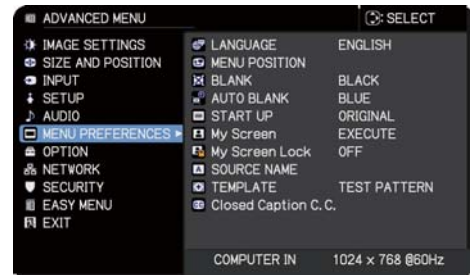 ADVANCED MENU
: SELECT
IMAGE SETTINGS
SIZE AND POSITION
INPUT
SETUP
AUDIO
MENU PREFERENCES
OPTION
NETWORK
SECURITY
EASY MENU
EXIT
LANGUAGE ENGLISH
MENU POSITION
BLANK BLACK
AUTO BLANK BLUE
START UP ORIGINAL
My Screen EXECUTE
My Screen Lock OFF
SOURCE NAME
TEMPLATE TEST PATTERN
Closed Caption C.C.
COMPUTER IN 1024 x 768 @60Hz